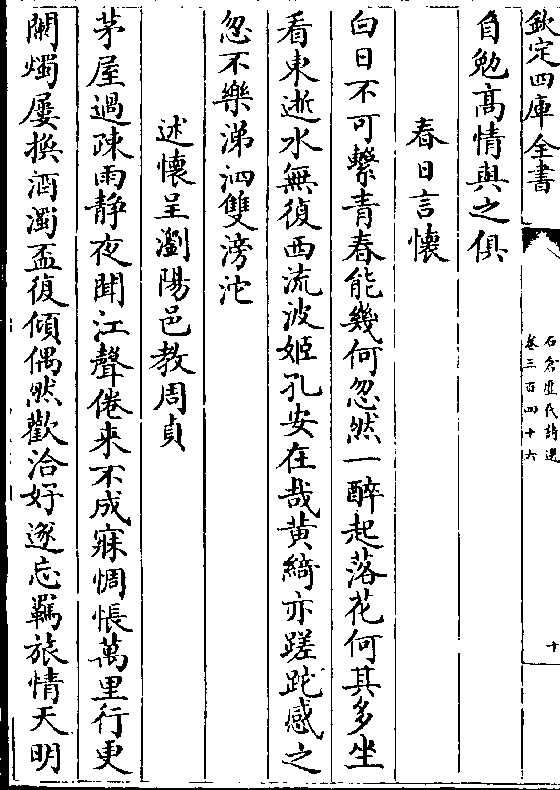 欽定四庫全書
石倉歷代詩選
卷三百四十六
十
自勉高情與之俱
春日言懷
白日不可繫青春能幾何忽然一醉起落花何其多坐
看東逝水無復西流波姬孔安在哉黄綺亦蹉跎感之
忽不樂涕泗雙滂沱
述懷呈瀏陽邑教周貞
茅屋過疎雨靜夜聞江聲倦来不成寐惆悵萬里行更
闌燭屢換酒濁盃復傾偶然歡洽好遂忘羈旅情天明